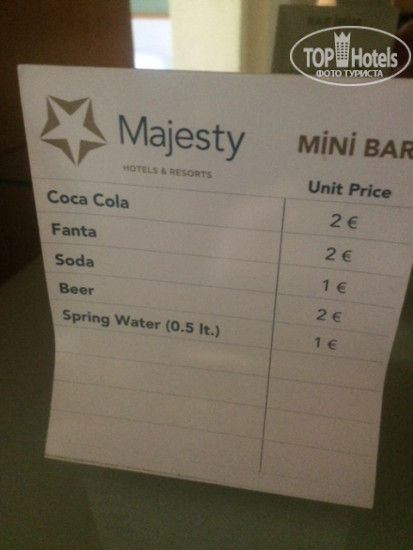 TOP Hotels
ФОТО ТУРИСТА
Majesty
HOTELS & RESORTS
MİNİ BAR
Unit Price
Coca Cola 2 €
Fanta 2 €
Soda 1 €
Beer 2 €
Spring Water (0.5 lt.) 1 €